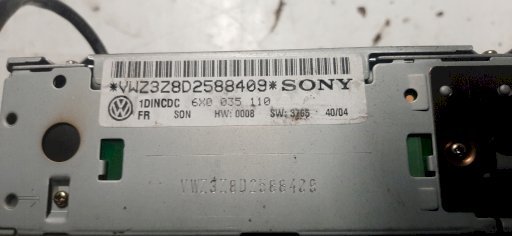 *VWZ3Z8D2588409* SONY
1DINCDC 6X0 035 110
FR SON HW: 0008 SW: 3765 40/04
VWZ3Z8D2588409